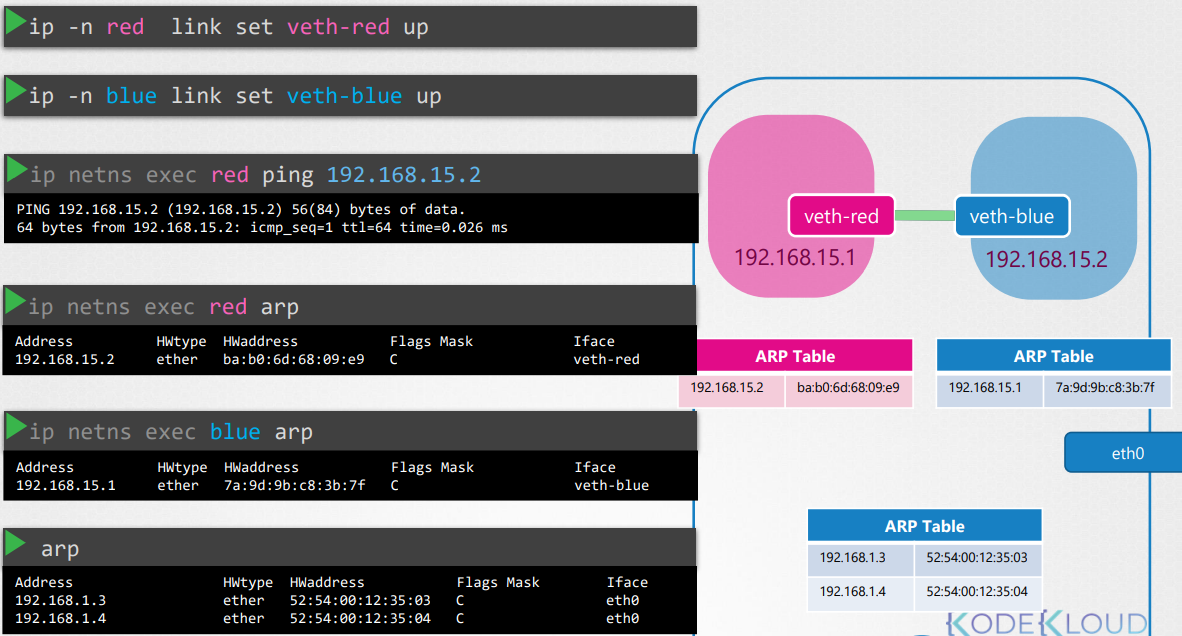 ip -n red link set veth-red up
ip -n blue link set veth-blue up
ip netns exec red ping 192.168.15.2
PING 192.168.15.2 (192.168.15.2) 56(84) bytes of data.
64 bytes from 192.168.15.2: icmp_seq=1 ttl=64 time=0.026 ms
ip netns exec red arp
Address HWtype HWaddress Flags Mask Iface
192.168.15.2 ether ba:b0:6d:68:09:e9 C veth-red
ip netns exec blue arp
Address HWtype HWaddress Flags Mask Iface
192.168.15.1 ether 7a:9d:9b:c8:3b:7f C veth-blue
arp
Address HWtype HWaddress Flags Mask Iface
192.168.1.3 ether 52:54:00:12:35:03 C eth0
192.168.1.4 ether 52:54:00:12:35:04 C eth0
veth-red
veth-blue
192.168.15.1
192.168.15.2
ARP Table
192.168.15.2 ba:b0:6d:68:09:e9
ARP Table
192.168.15.1 7a:9d:9b:c8:3b:7f
eth0
ARP Table
192.168.1.3 52:54:00:12:35:03
192.168.1.4 52:54:00:12:35:04
KODEKLOUD